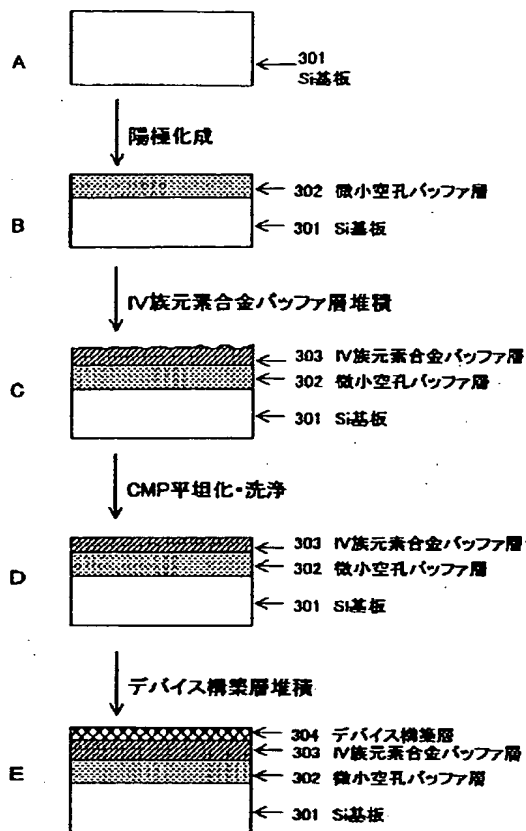 A
301
Si基板
陽極化成
302 微小空孔バッファ層
B
301 Si基板
IV族元素合金バッファ層堆積
303 IV族元素合金バッファ層
302 微小空孔バッファ層
C
301 Si基板
CMP平坦化・洗浄
303 IV族元素合金バッファ層
302 微小空孔バッファ層
D
301 Si基板
デバイス構築層堆積
304 デバイス構築層
303 IV族元素合金バッファ層
E
302 微小空孔バッファ層
301 Si基板